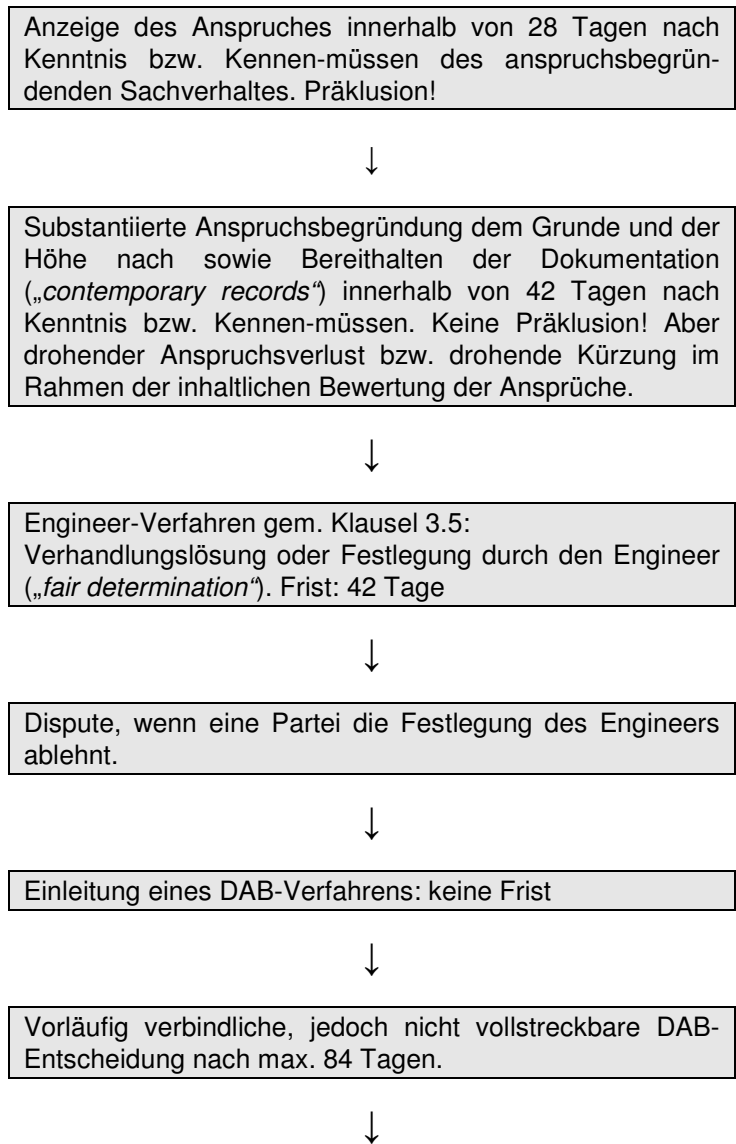 Anzeige des Anspruches innerhalb von 28 Tagen nach
Kenntnis bzw. Kennen-müssen des anspruchsbegrün-
denden Sachverhaltes. Präklusion!
↓
Substantiierte Anspruchsbegründung dem Grunde und der
Höhe nach sowie Bereithalten der Dokumentation
(„contemporary records“) innerhalb von 42 Tagen nach
Kenntnis bzw. Kennen-müssen. Keine Präklusion! Aber
drohender Anspruchsverlust bzw. drohende Kürzung im
Rahmen der inhaltlichen Bewertung der Ansprüche.
↓
Engineer-Verfahren gem. Klausel 3.5:
Verhandlungslösung oder Festlegung durch den Engineer
(„fair determination“). Frist: 42 Tage
↓
Dispute, wenn eine Partei die Festlegung des Engineers
ablehnt.
↓
Einleitung eines DAB-Verfahrens: keine Frist
↓
Vorläufig verbindliche, jedoch nicht vollstreckbare DAB-
Entscheidung nach max. 84 Tagen.
↓